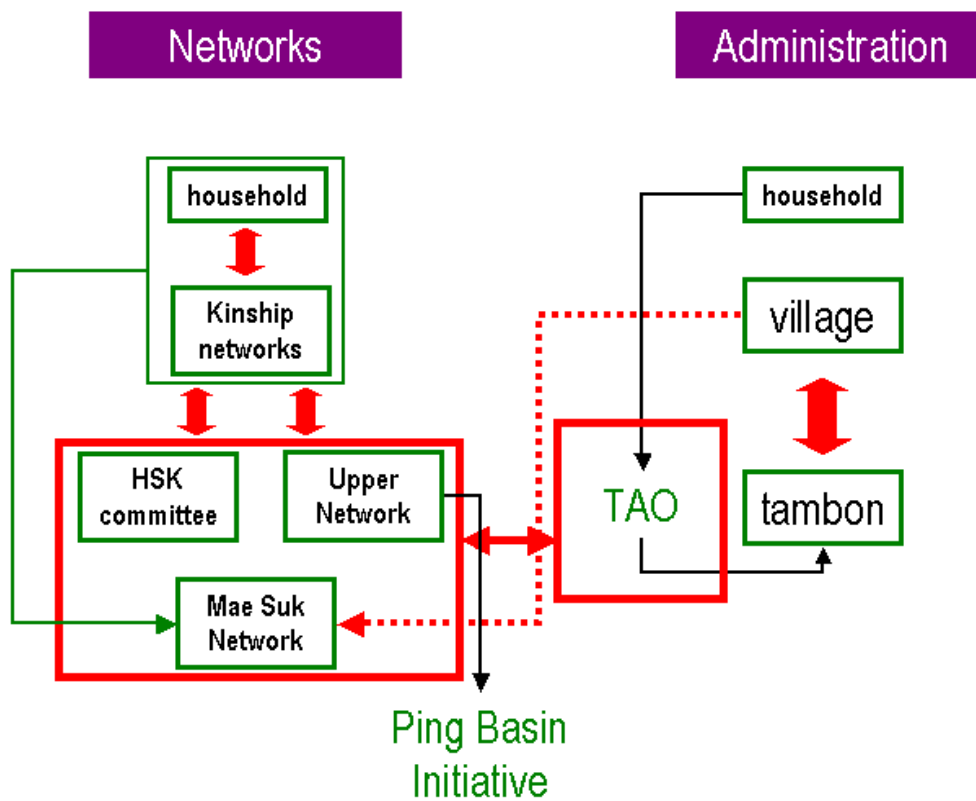 Networks
Administration
household
household
Kinship
networks
village
HSK
committee
Upper
Network
TAO
tambon
Mae Suk
Network
Ping Basin
Initiative